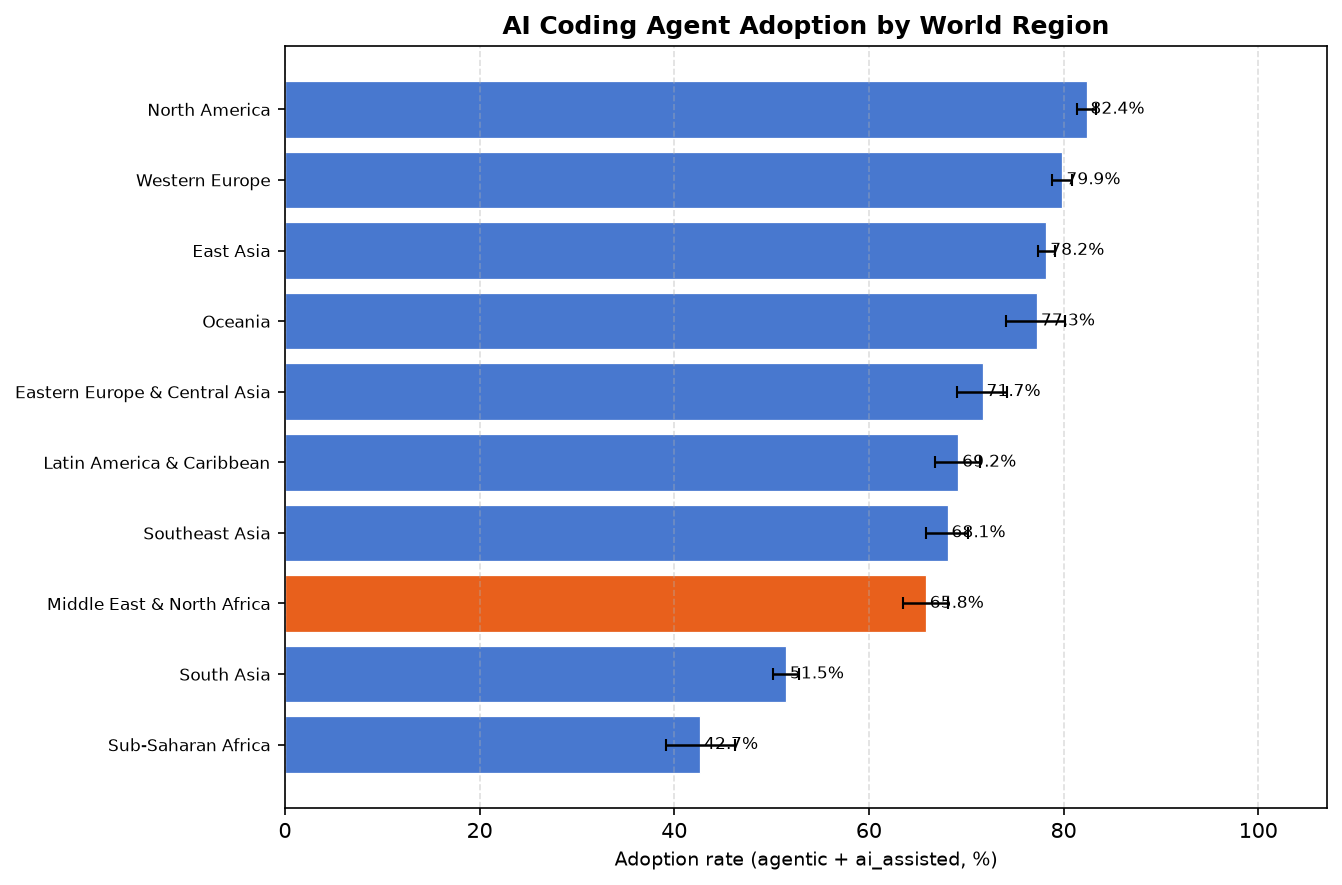 AI Coding Agent Adoption by World Region
North America
82.4%
Western Europe
79.9%
East Asia
78.2%
Oceania
77.3%
Eastern Europe & Central Asia
71.7%
Latin America & Caribbean
69.2%
Southeast Asia
68.1%
Middle East & North Africa
65.8%
South Asia
51.5%
Sub-Saharan Africa
42.7%
0 20 40 60 80 100
Adoption rate (agentic + ai_assisted, %)